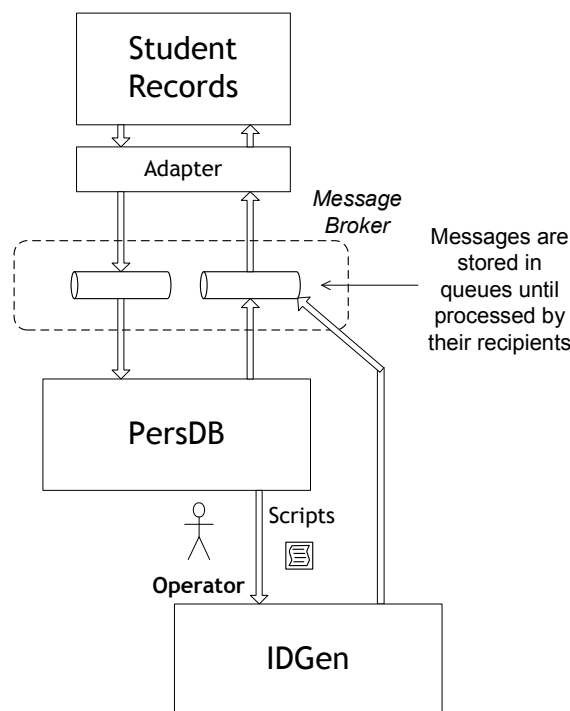 Student
Records
Adapter
Message
Broker
Messages are
stored in
queues until
processed by
their recipients
PersDB
Scripts
Operator
IDGen